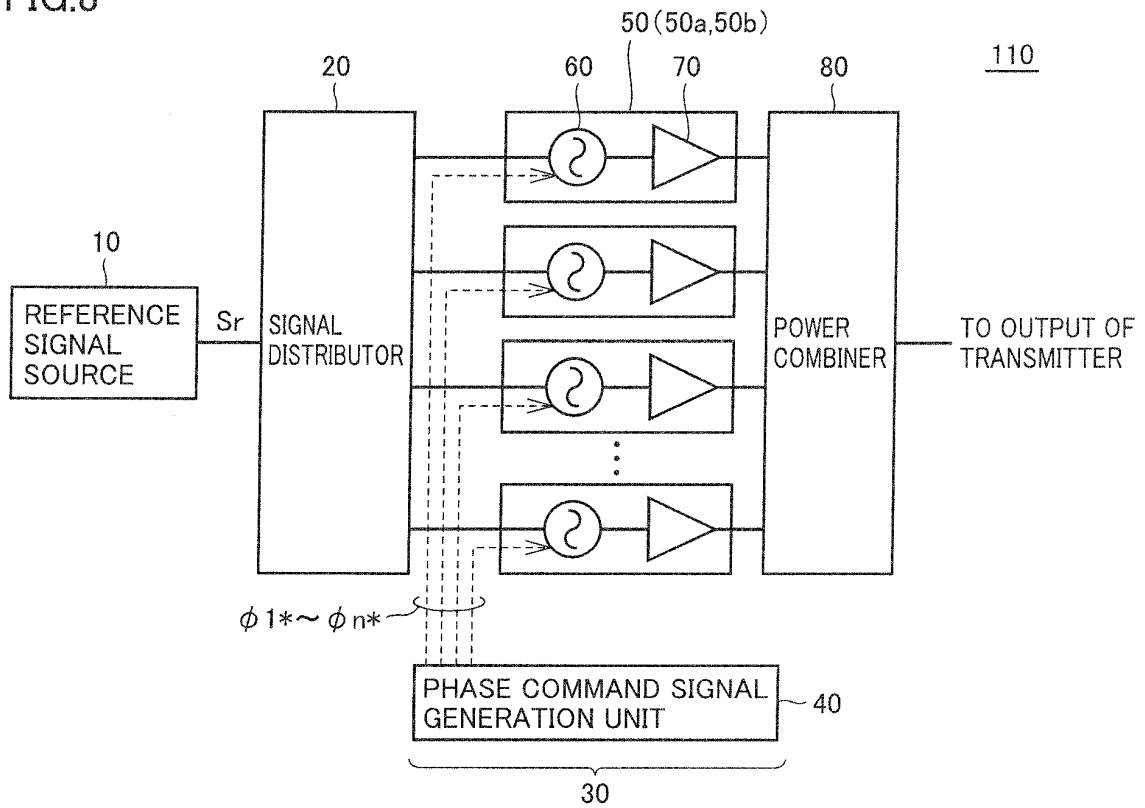 50(50a,50b)
110
20
60
70
80
10
REFERENCE
SIGNAL
SOURCE
Sr
SIGNAL
DISTRIBUTOR
POWER
COMBINER
TO OUTPUT OF
TRANSMITTER
ϕ1*~ϕn*
PHASE COMMAND SIGNAL
GENERATION UNIT
40
30